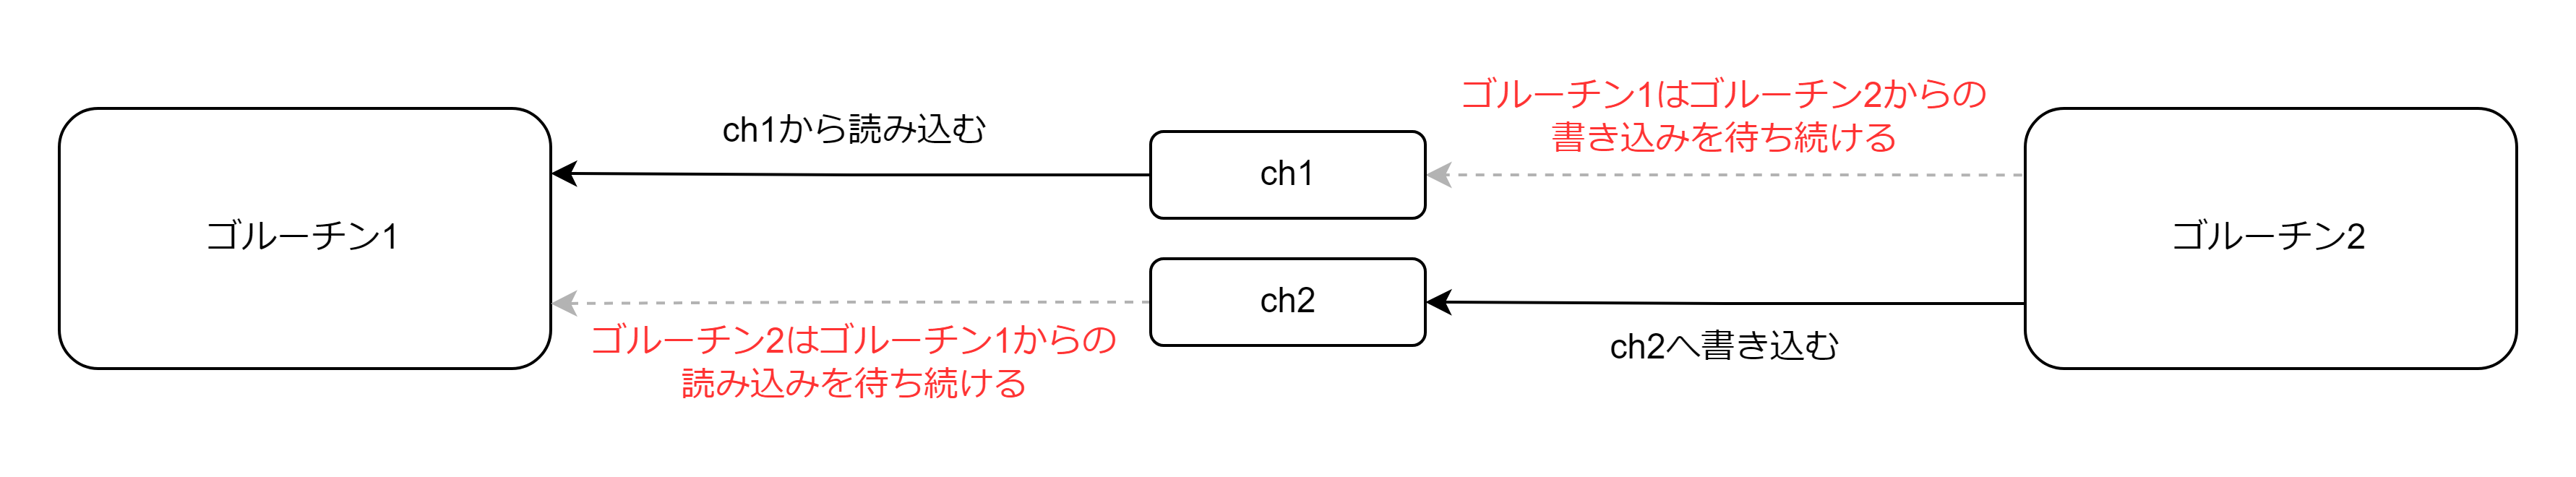 ゴルーチン1
ch1から読み込む
ch1
ゴルーチン1はゴルーチン2からの
書き込みを待ち続ける
ゴルーチン2
ゴルーチン2はゴルーチン1からの
読み込みを待ち続ける
ch2
ch2へ書き込む